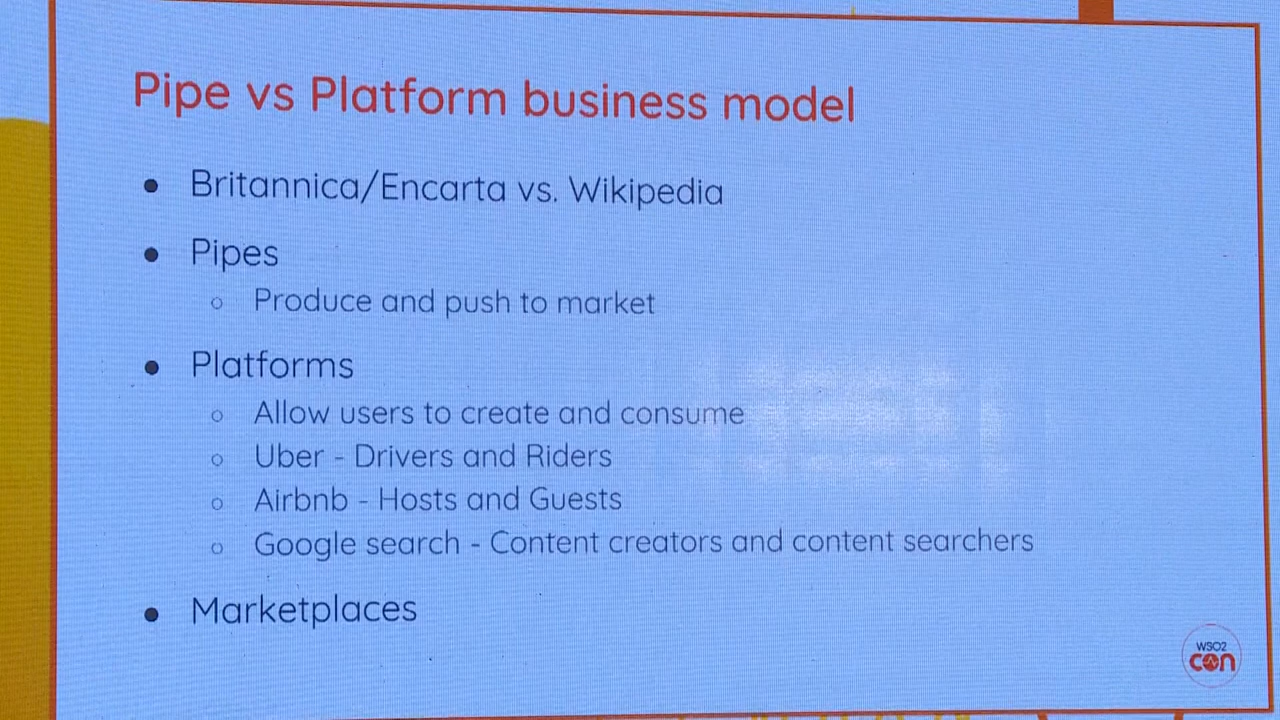 Pipe vs Platform business model
● Britannica/Encarta vs. Wikipedia
● Pipes
○ Produce and push to market
● Platforms
○ Allow users to create and consume
○ Uber - Drivers and Riders
○ Airbnb - Hosts and Guests
○ Google search - Content creators and content searchers
● Marketplaces
WSO2
con